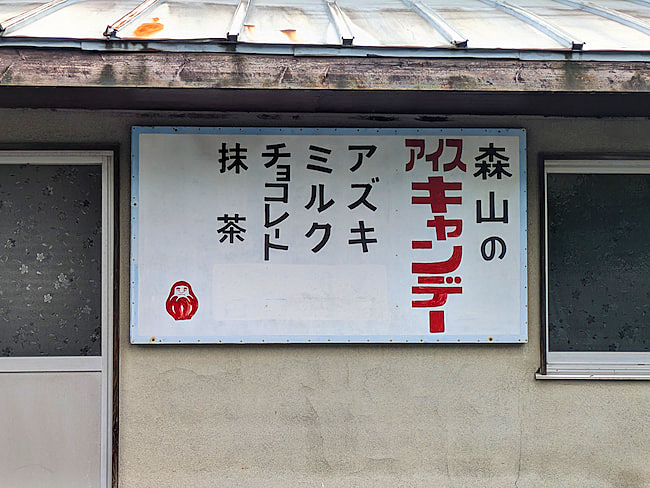 森山の
アイス
キャンデー
アズキ
ミルク
チョコレート
抹茶